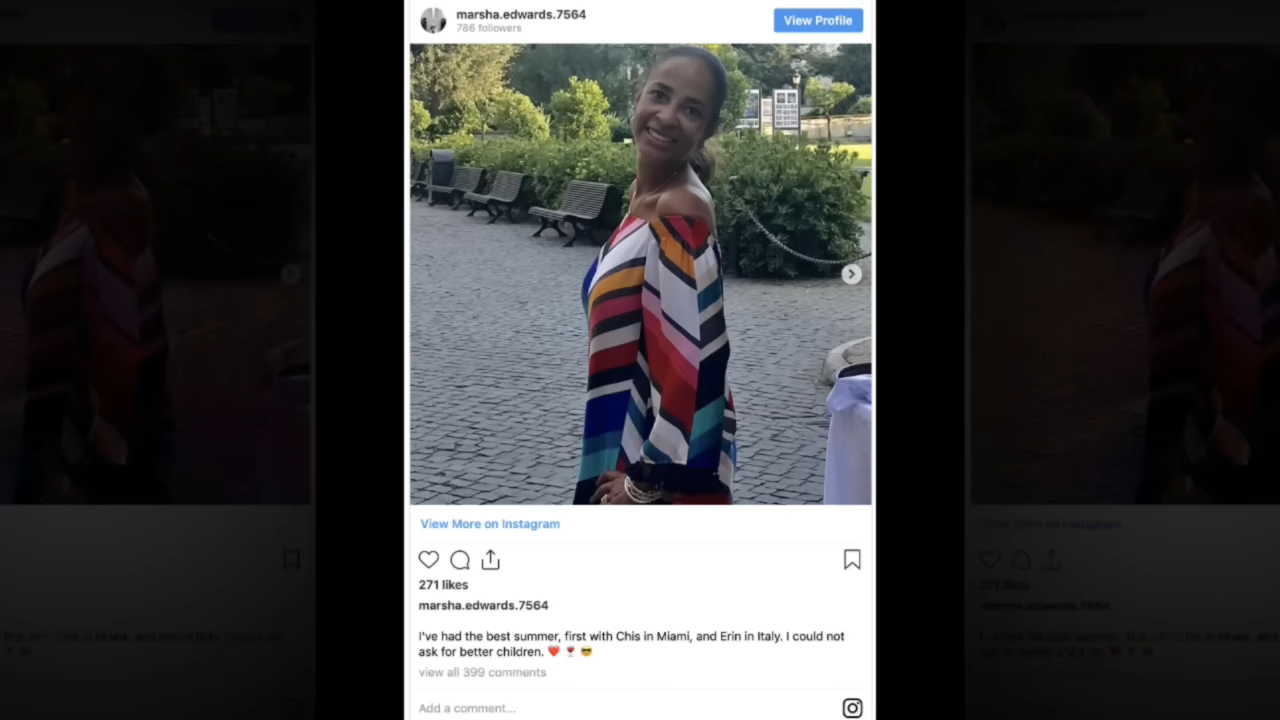 marsha.edwards.7564
786 followers
View Profile
View More on Instagram
271 likes
marsha.edwards.7564
I've had the best summer, first with Chis in Miami, and Erin in Italy. I could not
ask for better children. ❤️ 🍷 😎
view all 399 comments
Add a comment...